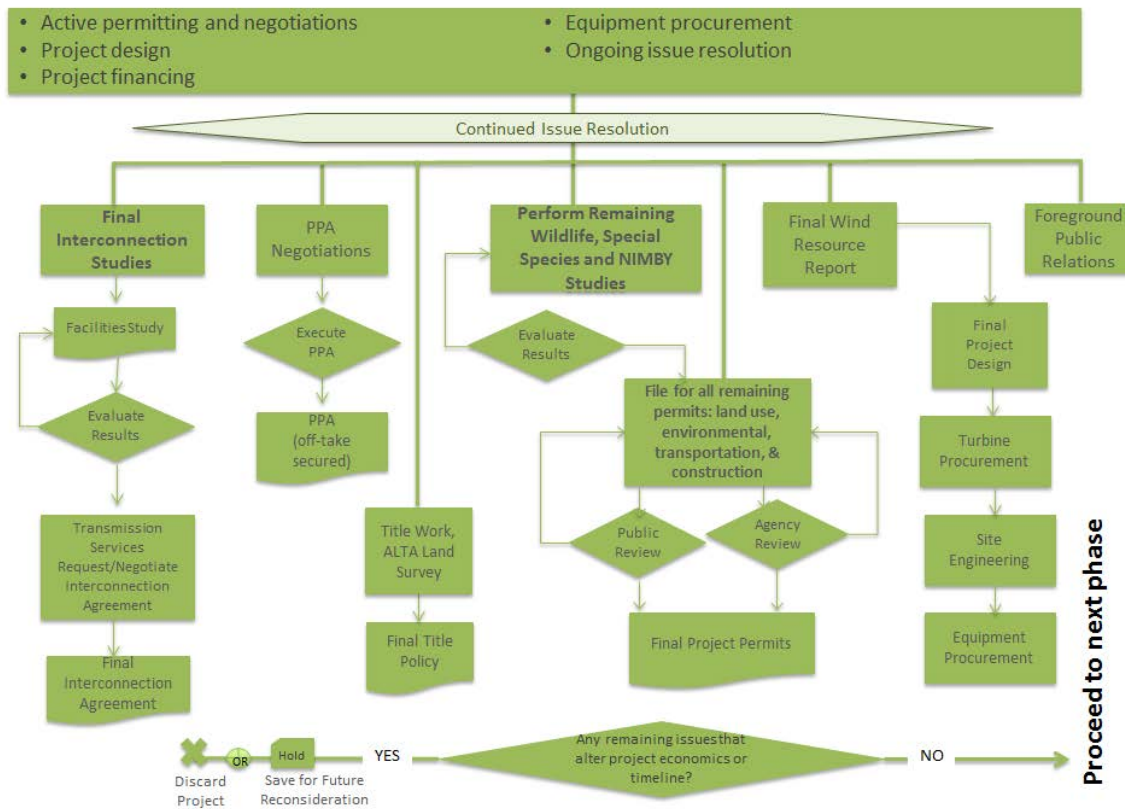 • Active permitting and negotiations
• Project design
• Project financing
• Equipment procurement
• Ongoing issue resolution
Continued Issue Resolution
Final
Interconnection
Studies
PPA
Negotiations
Perform Remaining
Wildlife, Special
Species and NIMBY
Studies
Final Wind
Resource
Report
Foreground
Public
Relations
Facilities Study
Execute
PPA
Evaluate
Results
Final
Project
Design
Evaluate
Results
PPA
(off-take
secured)
File for all remaining
permits: land use,
environmental,
transportation, &
construction
Turbine
Procurement
Transmission
Services
Request/Negotiate
Interconnection
Agreement
Title Work,
ALTA Land
Survey
Public
Review
Agency
Review
Site
Engineering
Final
Interconnection
Agreement
Final Title
Policy
Final Project Permits
Equipment
Procurement
Proceed to next phase
Discard
Project
OR
Hold
Save for Future
Reconsideration
YES
Any remaining issues that
alter project economics or
timeline?
NO